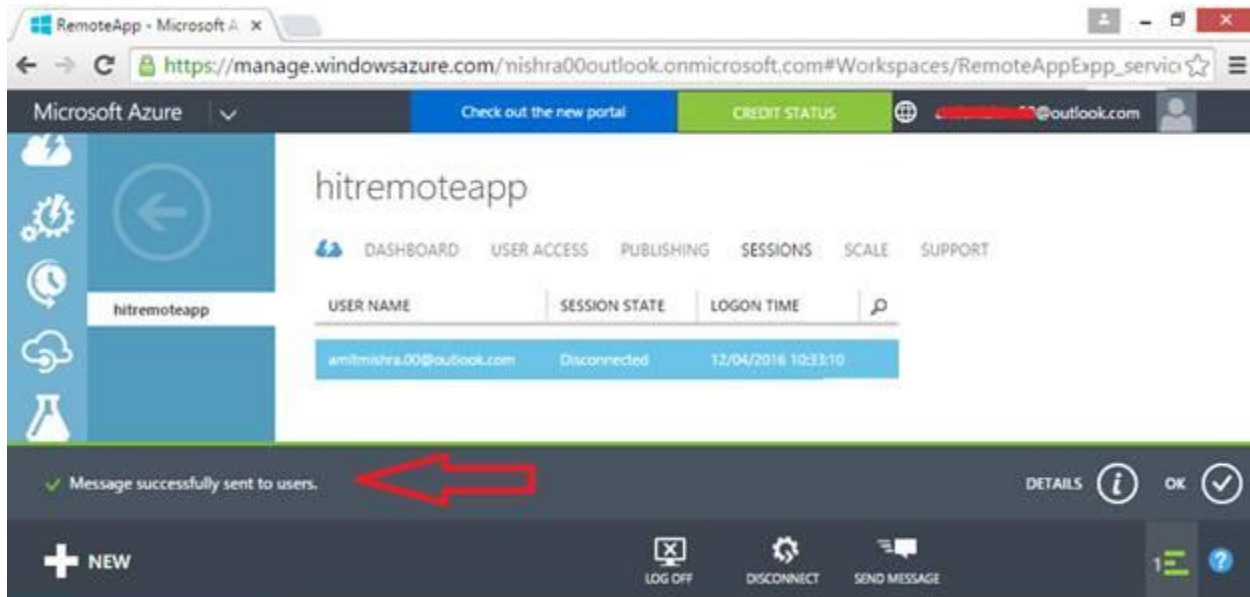 RemoteApp - Microsoft A
https://manage.windowsazure.com/nishra00outlook.onmicrosoft.com#Workspaces/RemoteAppExpp_servic
Microsoft Azure
Check out the new portal
CREDIT STATUS
@outlook.com
hitremoteapp
DASHBOARD USER ACCESS PUBLISHING SESSIONS SCALE SUPPORT
hitremoteapp
USER NAME SESSION STATE LOGON TIME
amitmishra.00@outlook.com Disconnected 12/04/2016 10:33:10
Message successfully sent to users.
DETAILS i OK
NEW
LOG OFF DISCONNECT SEND MESSAGE
1 ?